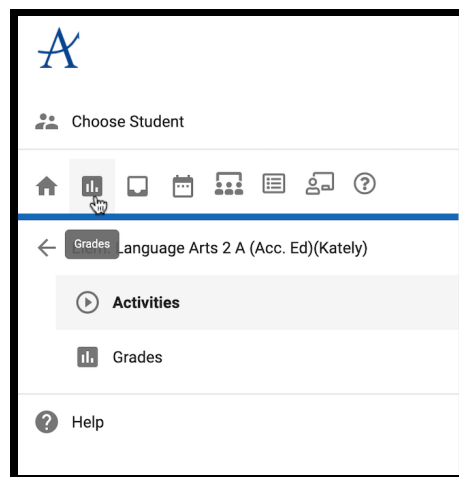 Choose Student
Grades
Language Arts 2 A (Acc. Ed)(Kately)
Activities
Grades
Help